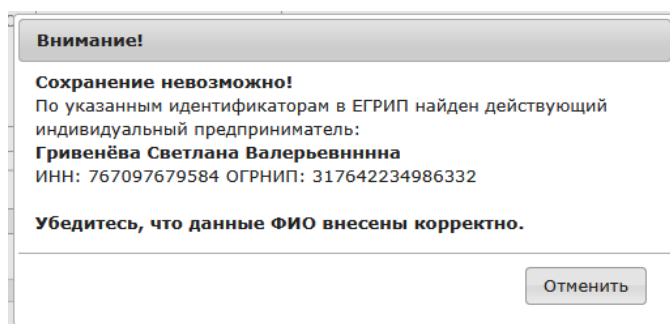 Внимание!
Сохранение невозможно!
По указанным идентификаторам в ЕГРИП найден действующий
индивидуальный предприниматель:
Гривенёва Светлана Валерьевнннна
ИНН: 767097679584 ОГРНИП: 317642234986332
Убедитесь, что данные ФИО внесены корректно.
Отменить